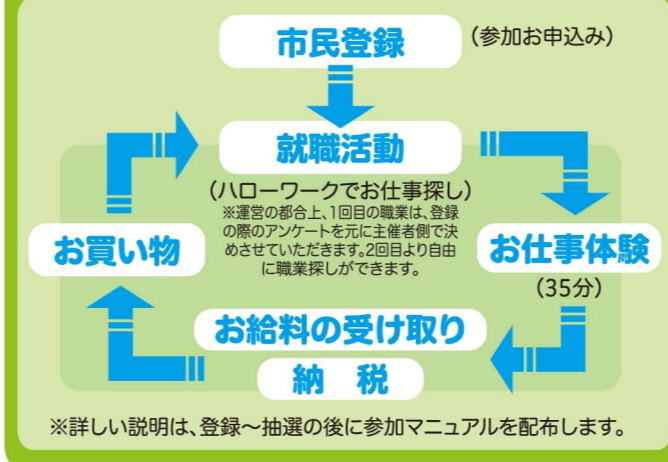 市民登録
(参加お申込み)
就職活動
(ハローワークでお仕事探し)
※運営の都合上、1回目の職業は、登録
の際のアンケートを元に主催者側で決
めさせていただきます。2回目より自由
に職業探しができます。
お仕事体験
(35分)
お給料の受け取り
納 税
お買い物
※詳しい説明は、登録〜抽選の後に参加マニュアルを配布します。